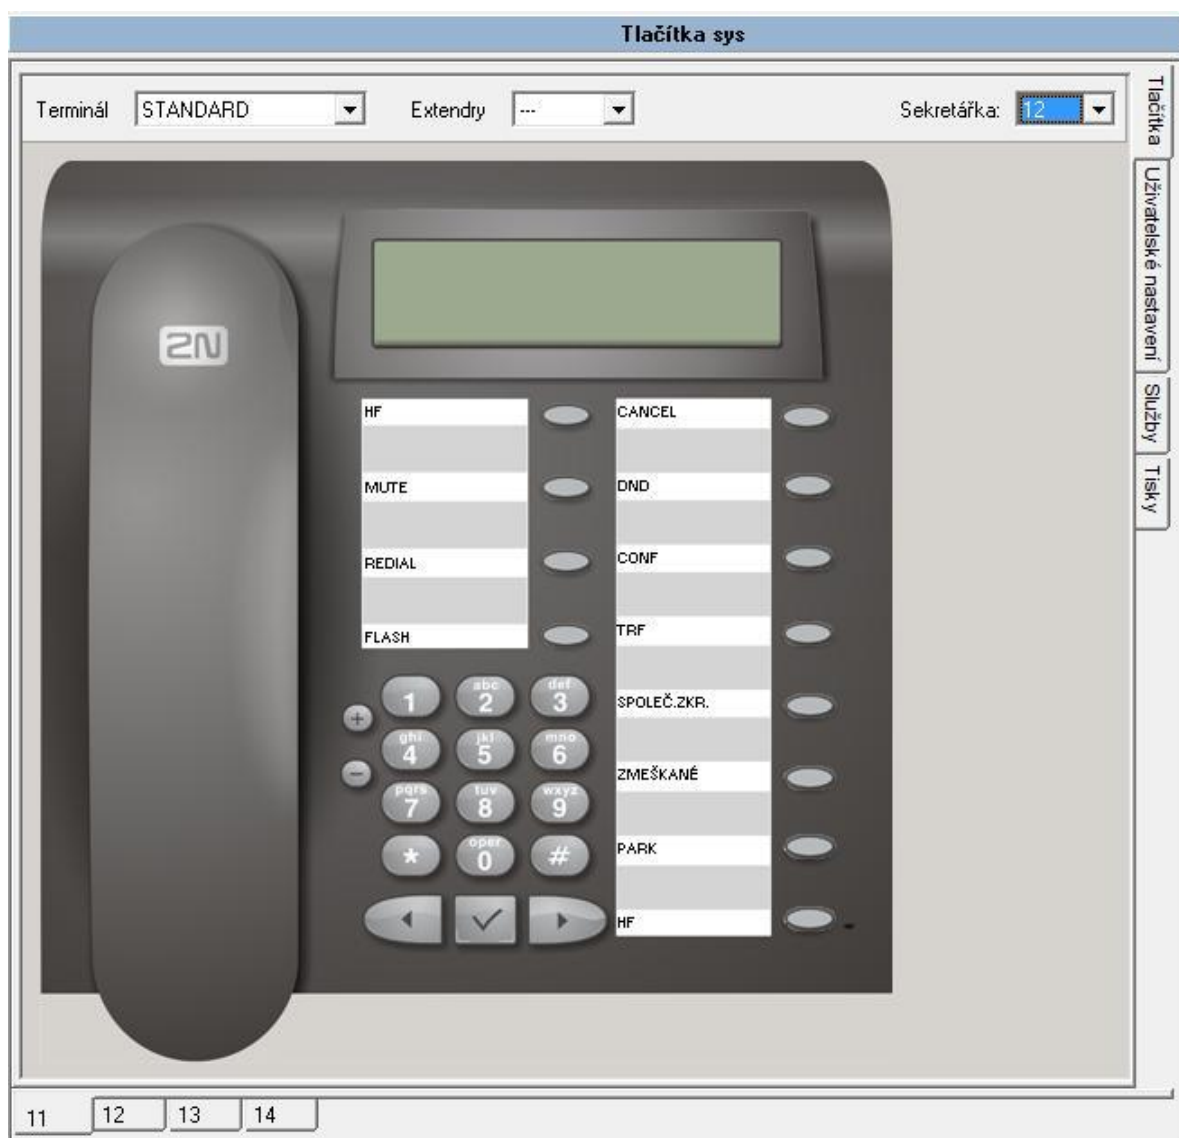 Tlačítka sys
Terminál STANDARD Extendry --- Sekretářka: 12
Tlačítka
Uživatelské nastavení
Služby
Tisky
2N
HF
MUTE
REDIAL
FLASH
CANCEL
DND
CONF
TRF
SPOLEČ.ZKR.
ZMEŠKANÉ
PARK
HF
1 abc 2 def 3
+
ghi 4 jkl 5 mno 6
-
pqrs 7 tuv 8 wxyz 9
* oper 0 #
11 12 13 14